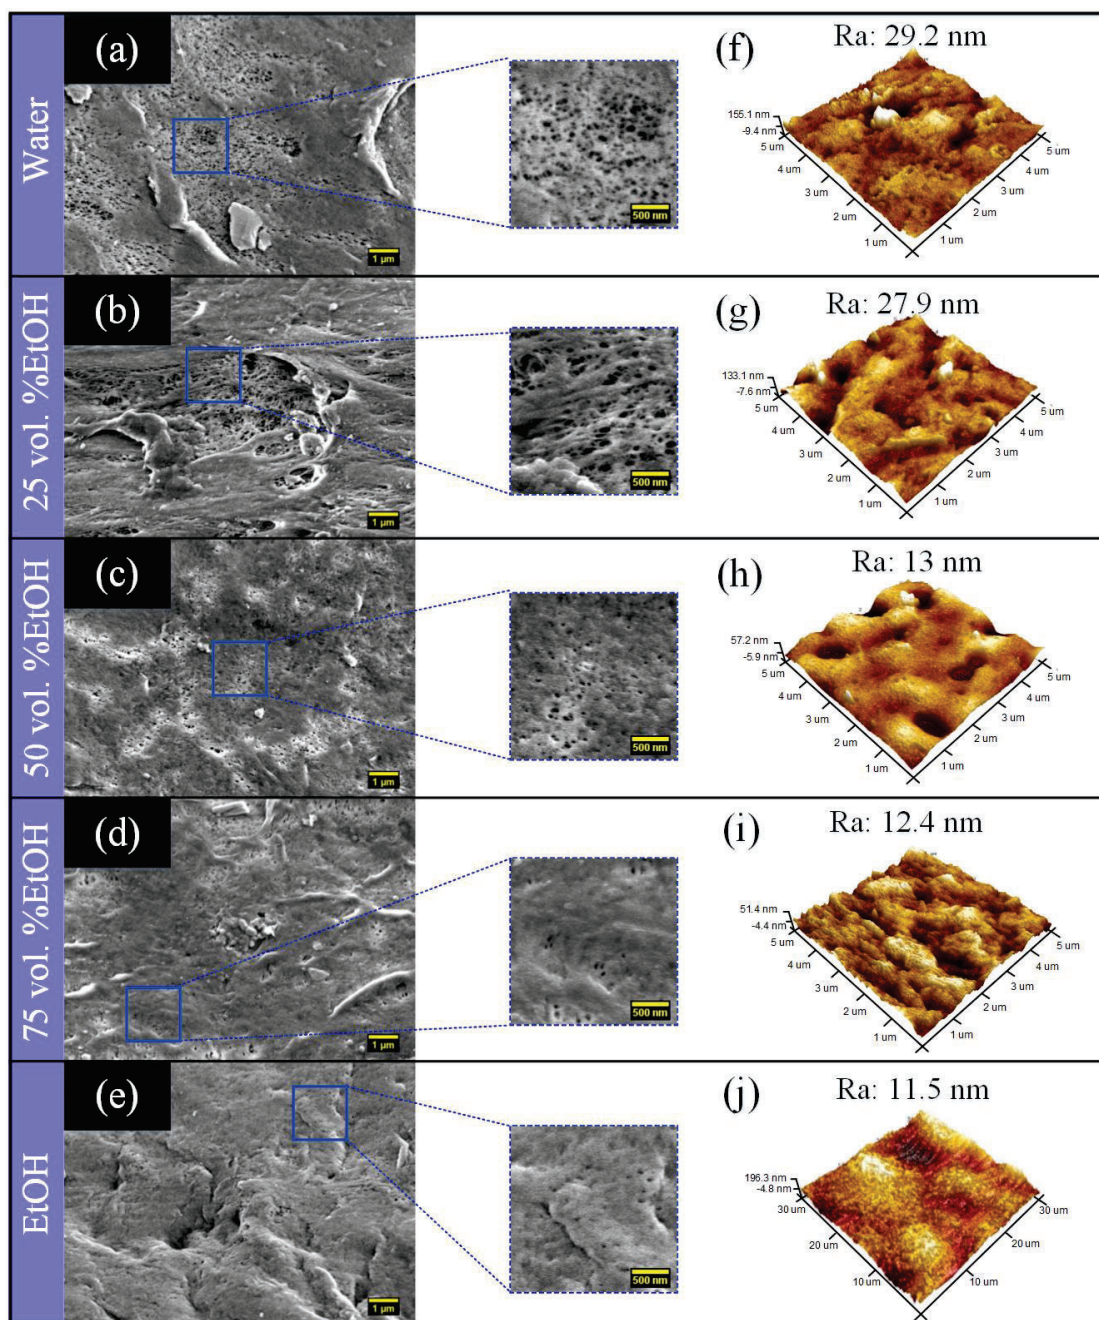 Water
(a)
1 µm
500 nm
(f)
Ra: 29.2 nm
155.1 nm
-9.4 nm
5 um
4 um
3 um
2 um
1 um
5 um
4 um
3 um
2 um
1 um
25 vol. %EtOH
(b)
1 µm
500 nm
(g)
Ra: 27.9 nm
133.1 nm
-7.6 nm
5 um
4 um
3 um
2 um
1 um
5 um
4 um
3 um
2 um
1 um
50 vol. %EtOH
(c)
1 µm
500 nm
(h)
Ra: 13 nm
57.2 nm
-5.9 nm
5 um
4 um
3 um
2 um
1 um
5 um
4 um
3 um
2 um
1 um
75 vol. %EtOH
(d)
1 µm
500 nm
(i)
Ra: 12.4 nm
51.4 nm
-4.4 nm
5 um
4 um
3 um
2 um
1 um
5 um
4 um
3 um
2 um
1 um
EtOH
(e)
1 µm
500 nm
(j)
Ra: 11.5 nm
196.3 nm
-4.8 nm
30 um
20 um
10 um
30 um
20 um
10 um